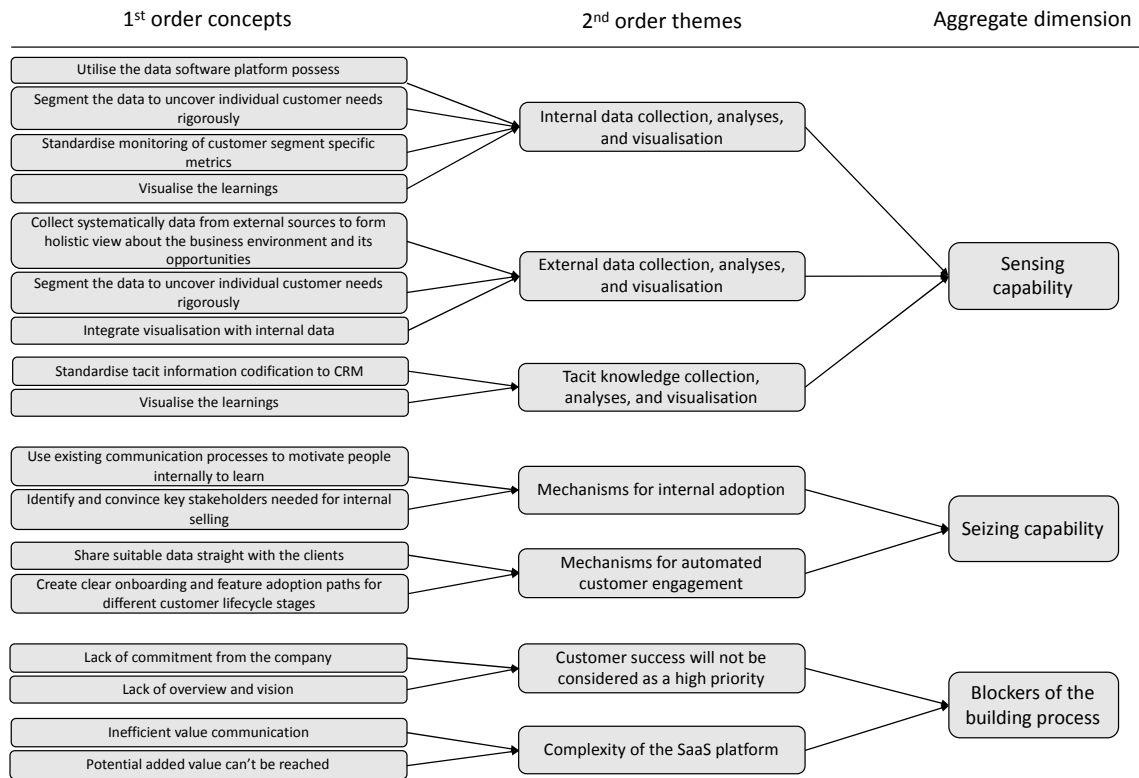 1st order concepts
2nd order themes
Aggregate dimension
Utilise the data software platform possess
Segment the data to uncover individual customer needs
rigorously
Standardise monitoring of customer segment specific
metrics
Visualise the learnings
Internal data collection, analyses,
and visualisation
Collect systematically data from external sources to form
holistic view about the business environment and its
opportunities
Segment the data to uncover individual customer needs
rigorously
Integrate visualisation with internal data
External data collection, analyses,
and visualisation
Standardise tacit information codification to CRM
Visualise the learnings
Tacit knowledge collection,
analyses, and visualisation
Sensing
capability
Use existing communication processes to motivate people
internally to learn
Identify and convince key stakeholders needed for internal
selling
Mechanisms for internal adoption
Share suitable data straight with the clients
Create clear onboarding and feature adoption paths for
different customer lifecycle stages
Mechanisms for automated
customer engagement
Seizing capability
Lack of commitment from the company
Lack of overview and vision
Customer success will not be
considered as a high priority
Inefficient value communication
Potential added value can't be reached
Complexity of the SaaS platform
Blockers of the
building process